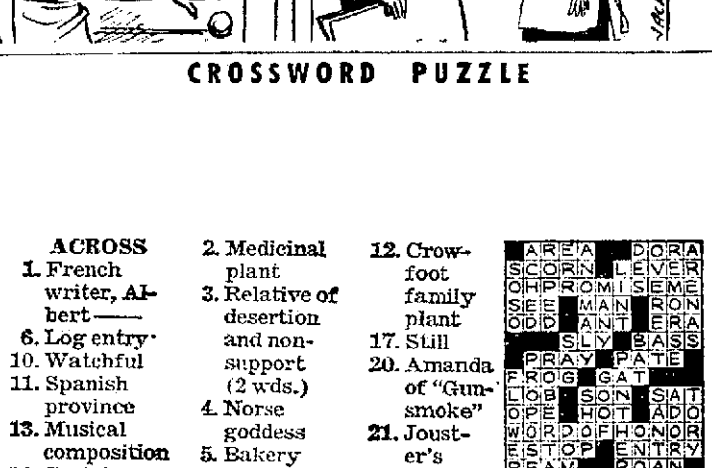 CROSSWORD PUZZLE
ACROSS
1. French
writer, Al-
bert ——
6. Log entry
10. Watchful
11. Spanish
province
13. Musical
composition
2. Medicinal
plant
3. Relative of
desertion
and non-
support
(2 wds.)
4. Norse
goddess
5. Bakery
12. Crow-
foot
family
plant
17. Still
20. Amanda
of "Gun-
smoke"
21. Joust-
er's
AREA DORA
SCORN LEVER
OHPROMISEME
SEE MAN RON
ODD ANT ERA
SLY BASS
PRAY PATE
FROG GAT
LOB SON SAT
OPE HOT ADO
WORDOFHONOR
ESTOP ENTRY
ROAN